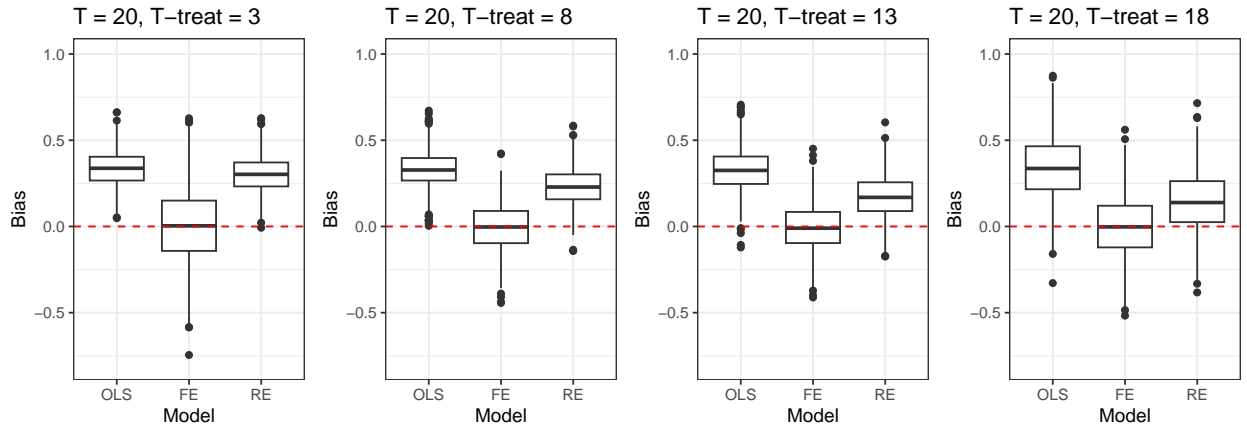 T = 20, T−treat = 3
1.0
0.5
0.0
−0.5
Bias
OLS FE RE
Model
T = 20, T−treat = 8
1.0
0.5
0.0
−0.5
Bias
OLS FE RE
Model
T = 20, T−treat = 13
1.0
0.5
0.0
−0.5
Bias
OLS FE RE
Model
T = 20, T−treat = 18
1.0
0.5
0.0
−0.5
Bias
OLS FE RE
Model